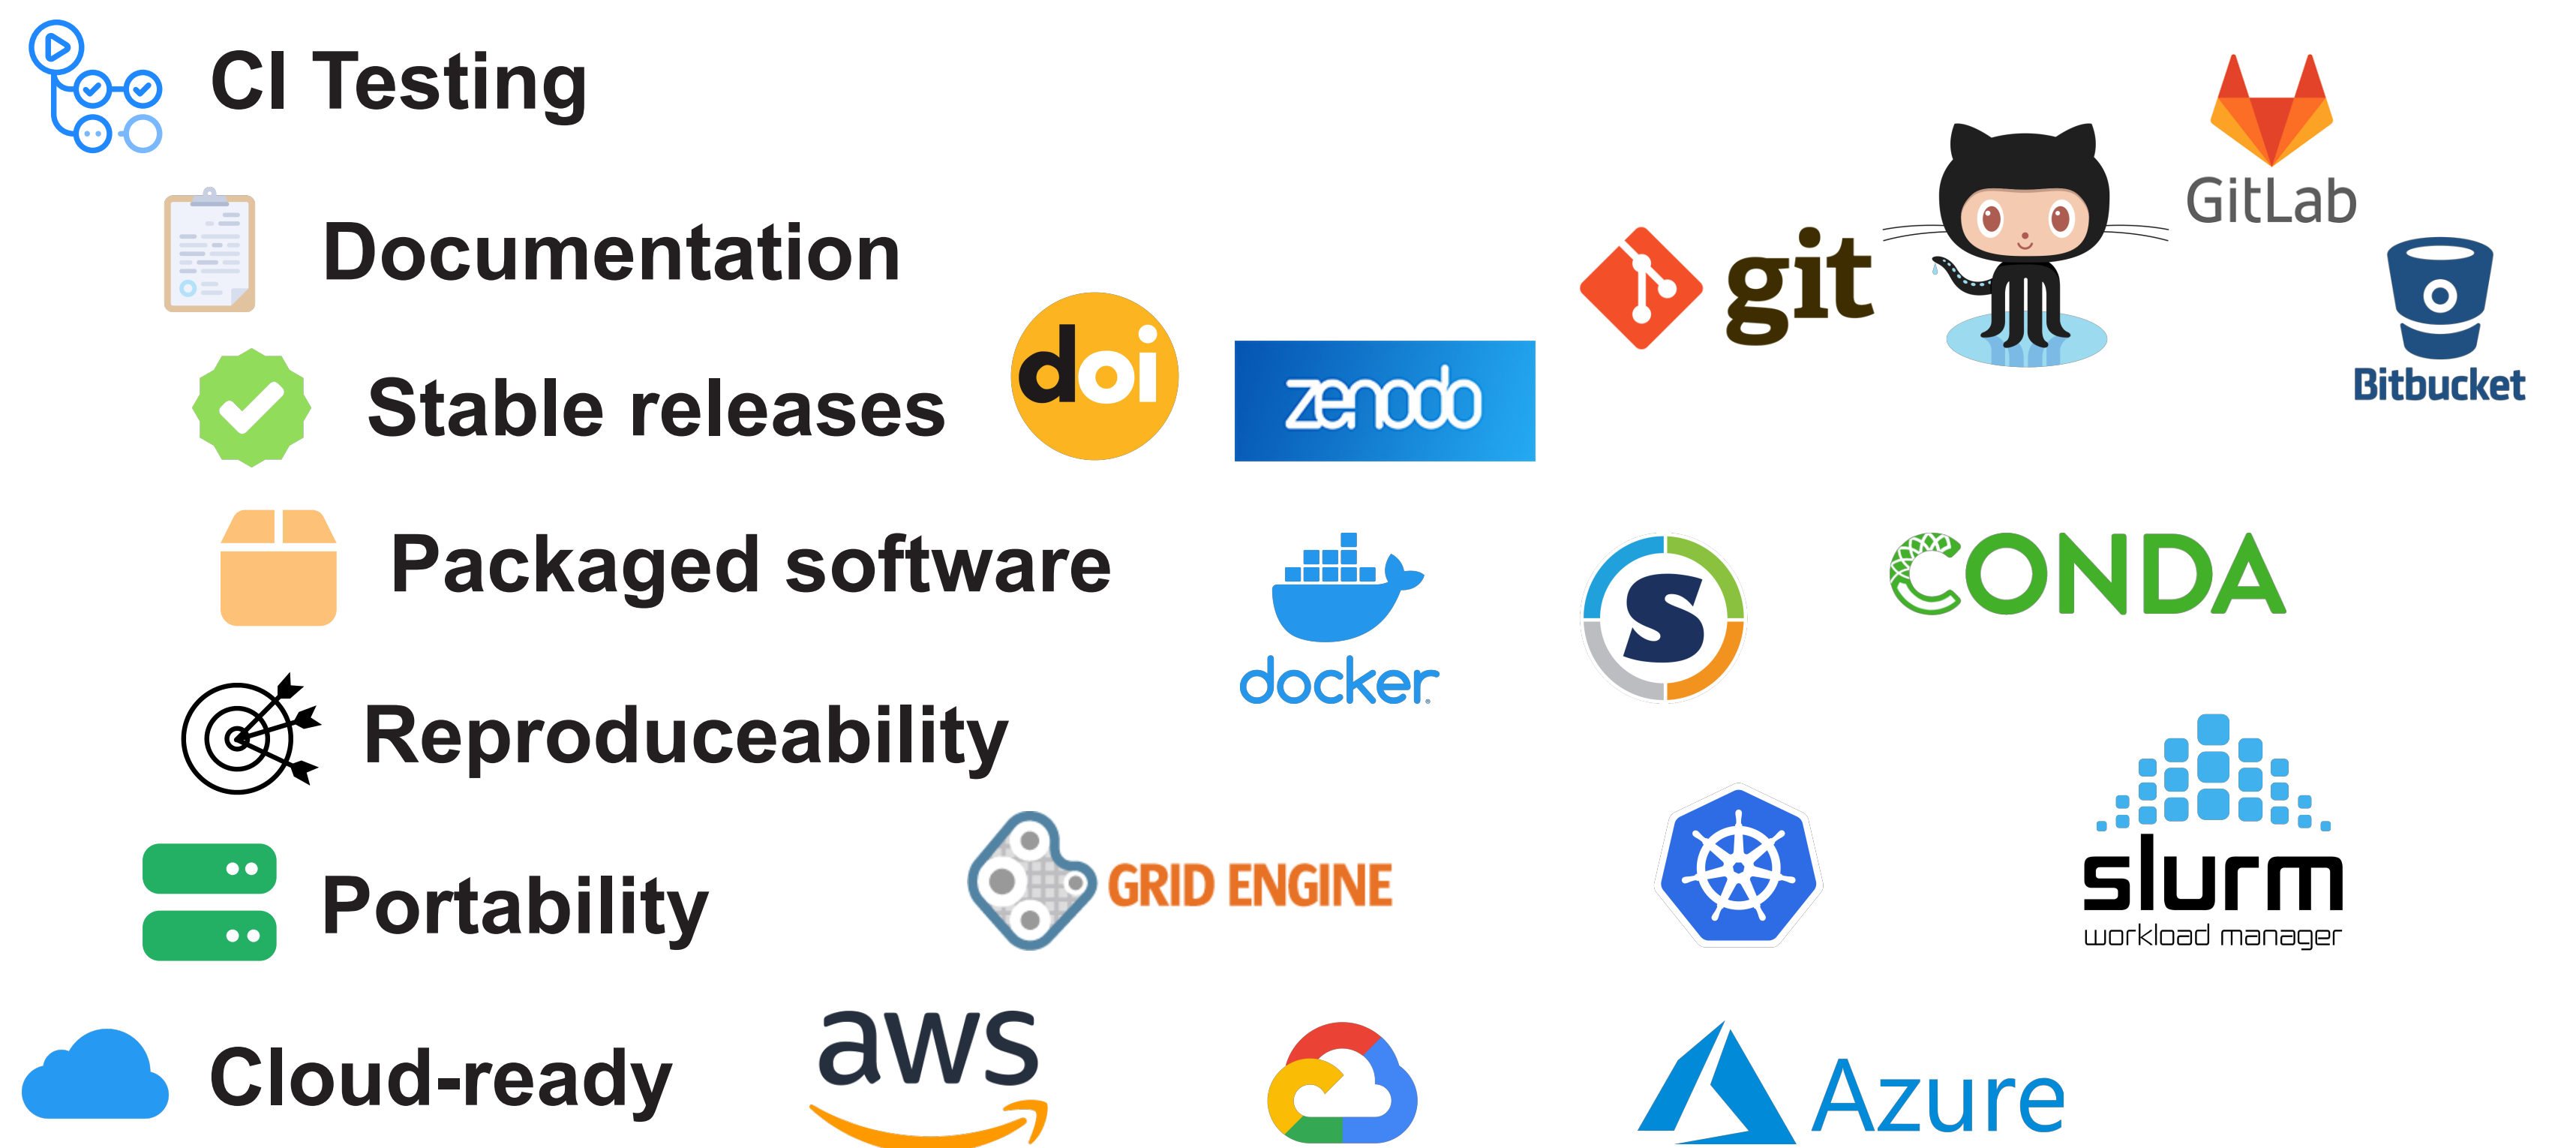 CI Testing
GitLab
Documentation
git
doi
zenodo
Bitbucket
Stable releases
Packaged software
docker
S
CONDA
Reproduceability
GRID ENGINE
slurm
workload manager
Portability
aws
Cloud-ready
Azure